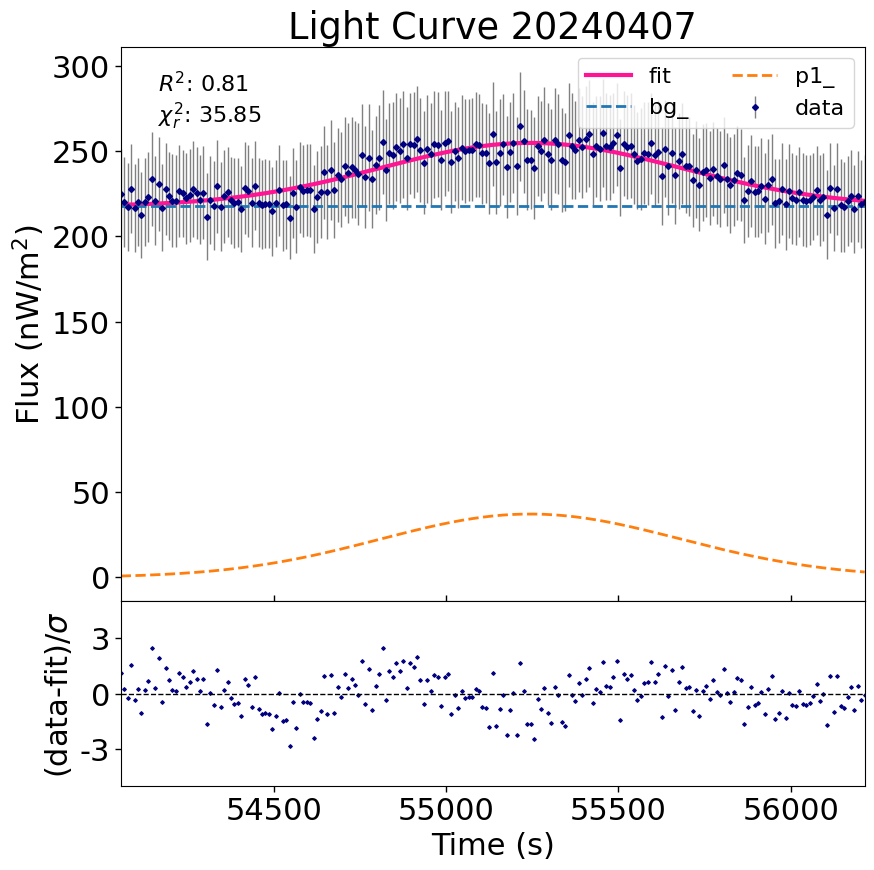 Light Curve 20240407
R²: 0.81
χ²ᵣ: 35.85
fit
bg_
p1_
data
Flux (nW/m²)
300
250
200
150
100
50
0
(data-fit)/σ
3
0
-3
54500 55000 55500 56000
Time (s)